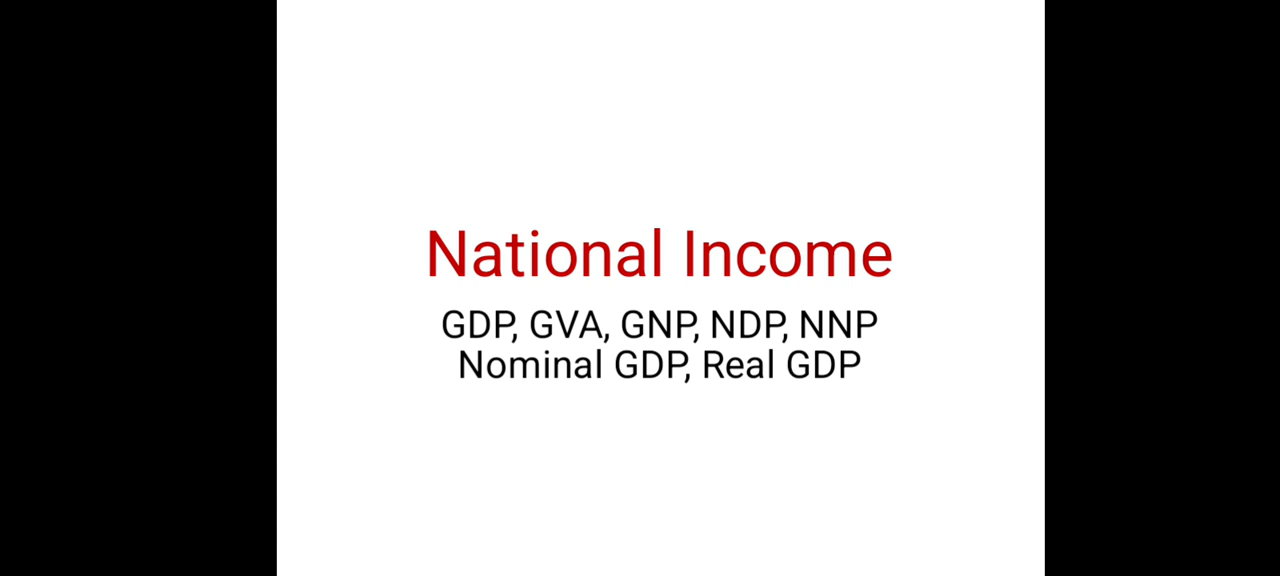 National Income
GDP, GVA, GNP, NDP, NNP
Nominal GDP, Real GDP